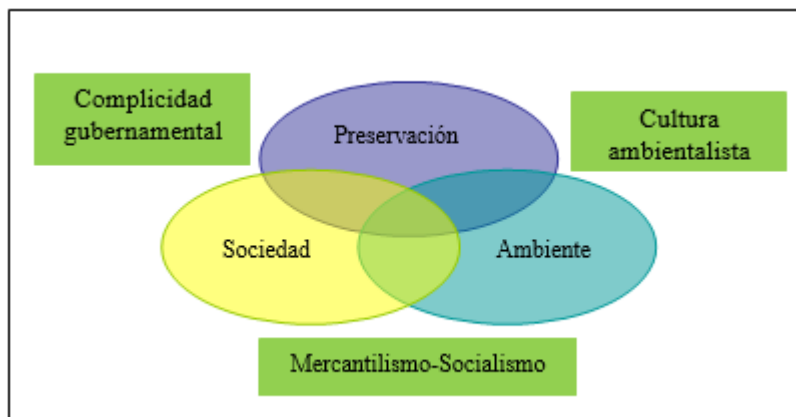 Complicidad
gubernamental
Preservación
Cultura
ambientalista
Sociedad
Ambiente
Mercantilismo-Socialismo